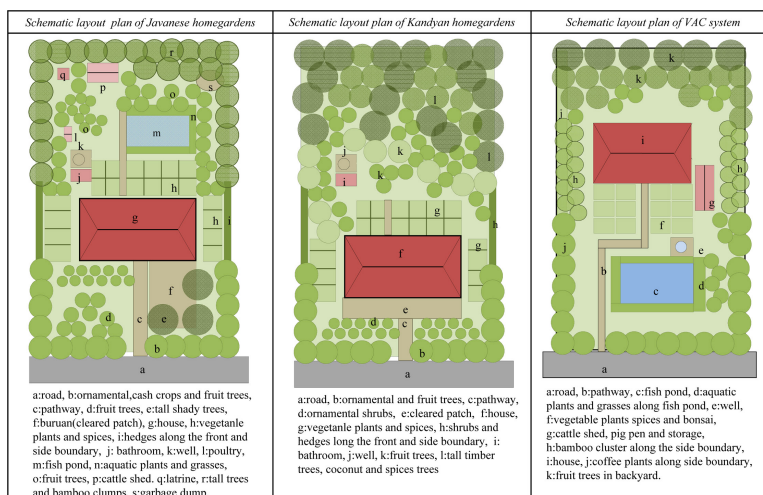 Schematic layout plan of Javanese homegardens
Schematic layout plan of Kandyan homegardens
Schematic layout plan of VAC system
r
q
p
s
o
n
o
m
l
k
j
h
g
i
f
d
c
e
b
a
l
j
k
l
i
k
h
g
f
g
e
d
c
b
a
k
k
j
i
h
h
g
f
j
e
b
c
d
a
a:road, b:ornamental,cash crops and fruit trees,
c:pathway, d:fruit trees, e:tall shady trees,
f:buruan(cleared patch), g:house, h:vegetanle
plants and spices, i:hedges along the front and
side boundary, j: bathroom, k:well, l:poultry,
m:fish pond, n:aquatic plants and grasses,
o:fruit trees, p:cattle shed. q:latrine, r:tall trees
and bamboo clumps, s:garbage dump
a:road, b:ornamental and fruit trees, c:pathway,
d:ornamental shrubs, e:cleared patch, f:house,
g:vegetanle plants and spices, h:shrubs and
hedges long the front and side boundary, i:
bathroom, j:well, k:fruit trees, l:tall timber
trees, coconut and spices trees
a:road, b:pathway, c:fish pond, d:aquatic
plants and grasses along fish pond, e:well,
f:vegetable plants spices and bonsai,
g:cattle shed, pig pen and storage,
h:bamboo cluster along the side boundary,
i:house, j:coffee plants along side boundary,
k:fruit trees in backyard.